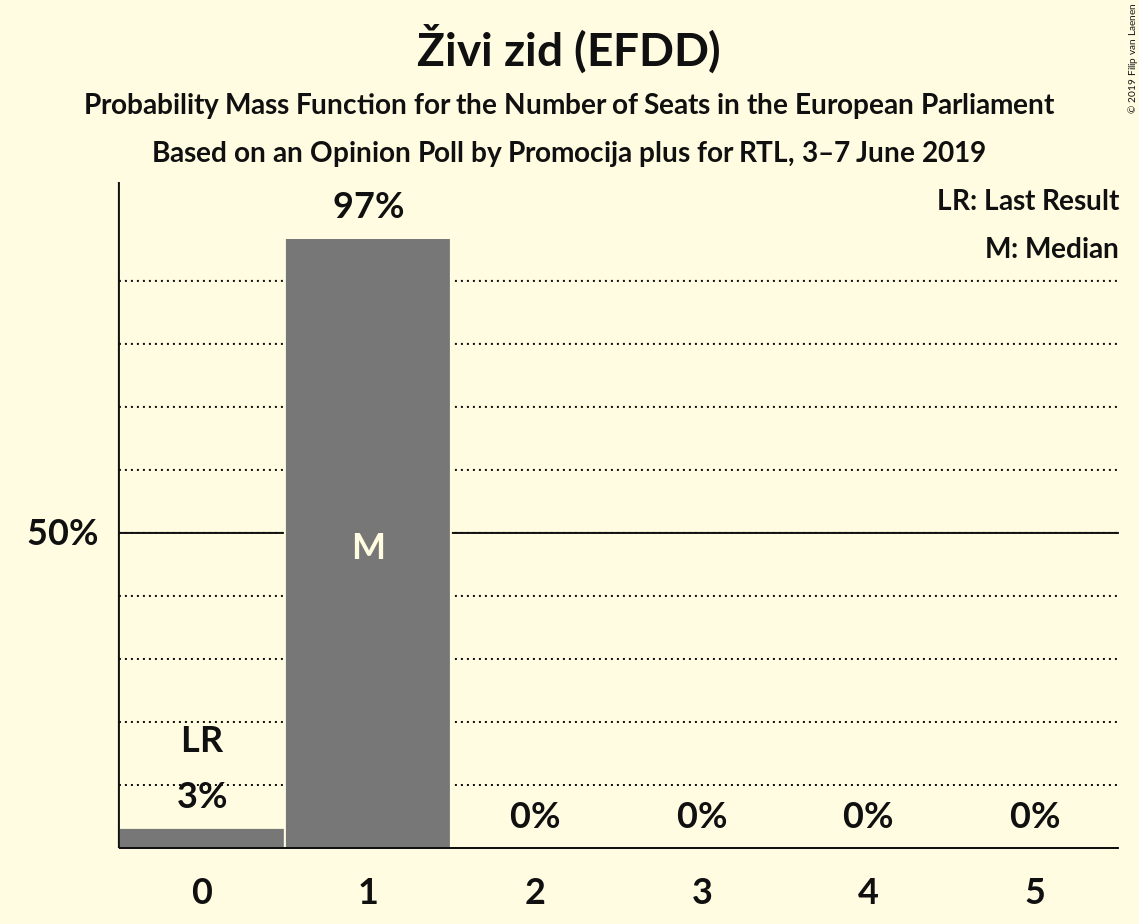 Živi zid (EFDD)
Probability Mass Function for the Number of Seats in the European Parliament
Based on an Opinion Poll by Promocija plus for RTL, 3–7 June 2019
© 2019 Filip van Laenen
LR: Last Result
M: Median
97%
50%
M
LR
3%
0%
0%
0%
0%
0
1
2
3
4
5